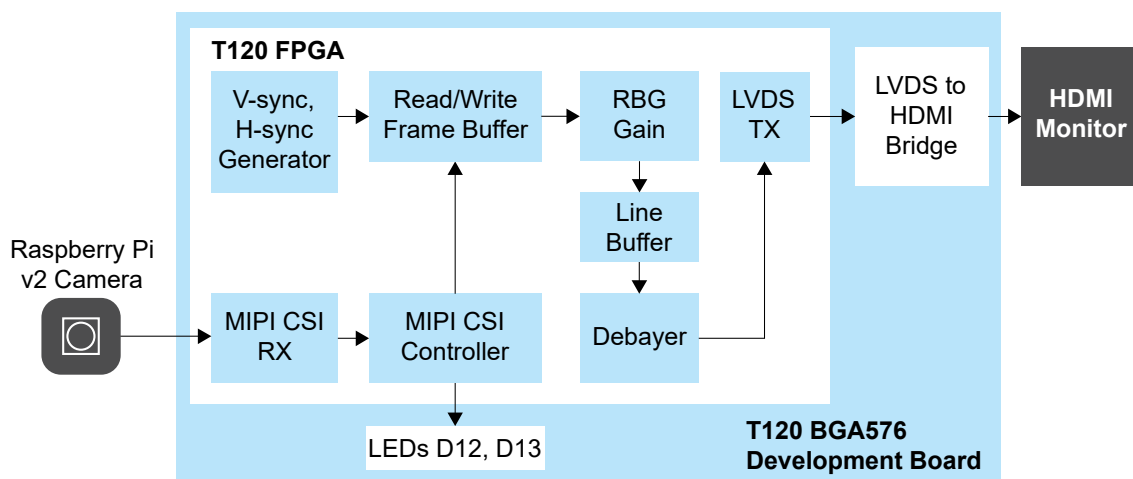 T120 FPGA
V-sync,
H-sync
Generator
Read/Write
Frame Buffer
RBG
Gain
LVDS
TX
LVDS to
HDMI
Bridge
HDMI
Monitor
Line
Buffer
Raspberry Pi
v2 Camera
MIPI CSI
RX
MIPI CSI
Controller
Debayer
LEDs D12, D13
T120 BGA576
Development Board